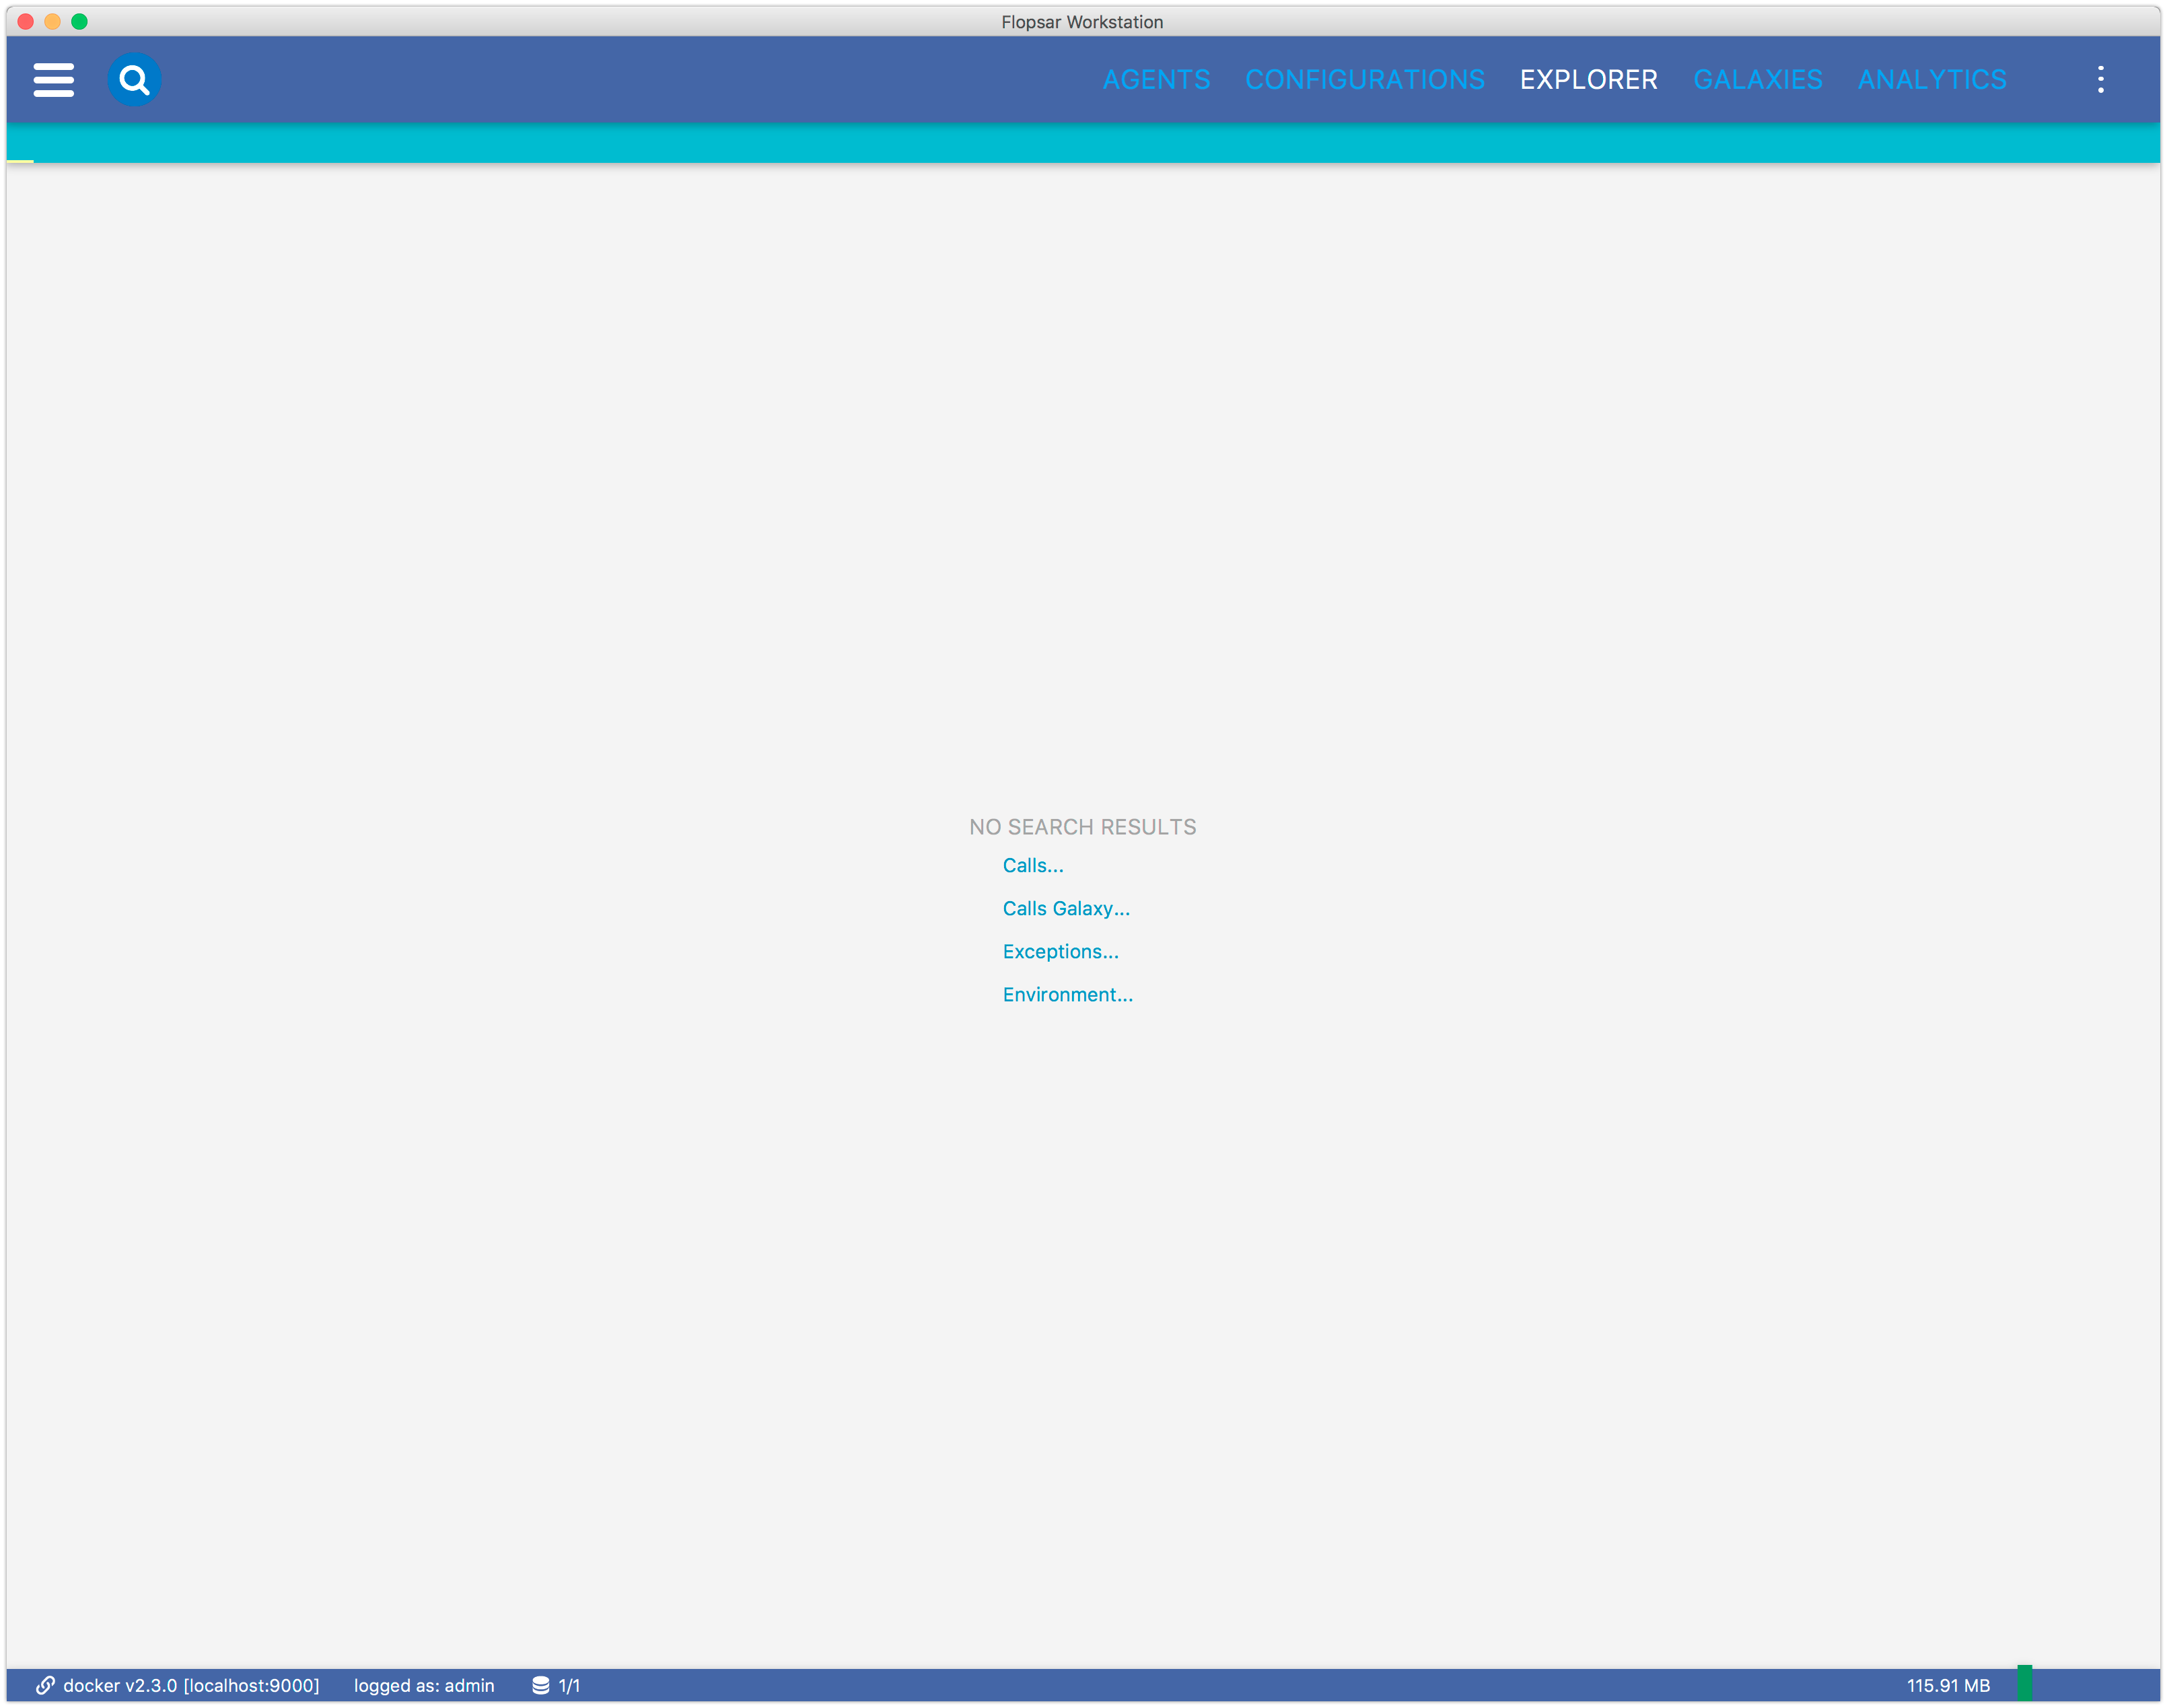 Flopsar Workstation
AGENTS CONFIGURATIONS EXPLORER GALAXIES ANALYTICS
NO SEARCH RESULTS
Calls...
Calls Galaxy...
Exceptions...
Environment...
docker v2.3.0 [localhost:9000] logged as: admin 1/1 115.91 MB